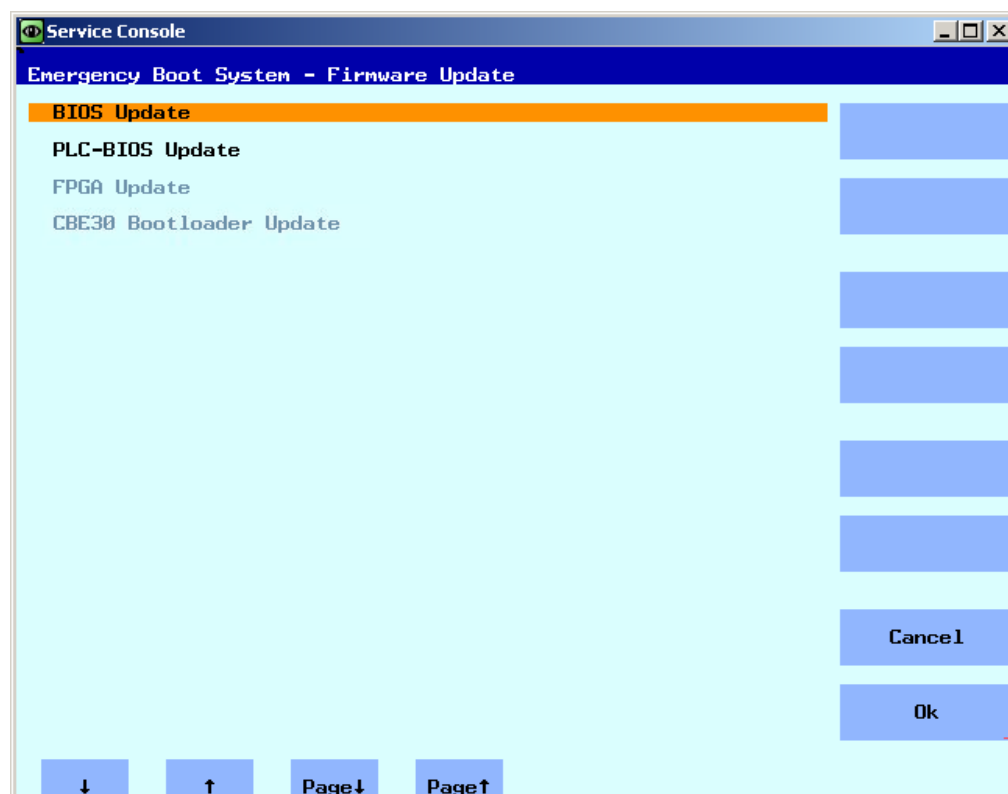 Service Console
Emergency Boot System - Firmware Update
BIOS Update
PLC-BIOS Update
FPGA Update
CBE30 Bootloader Update
Cancel
Ok
↓ ↑ Page↓ Page↑